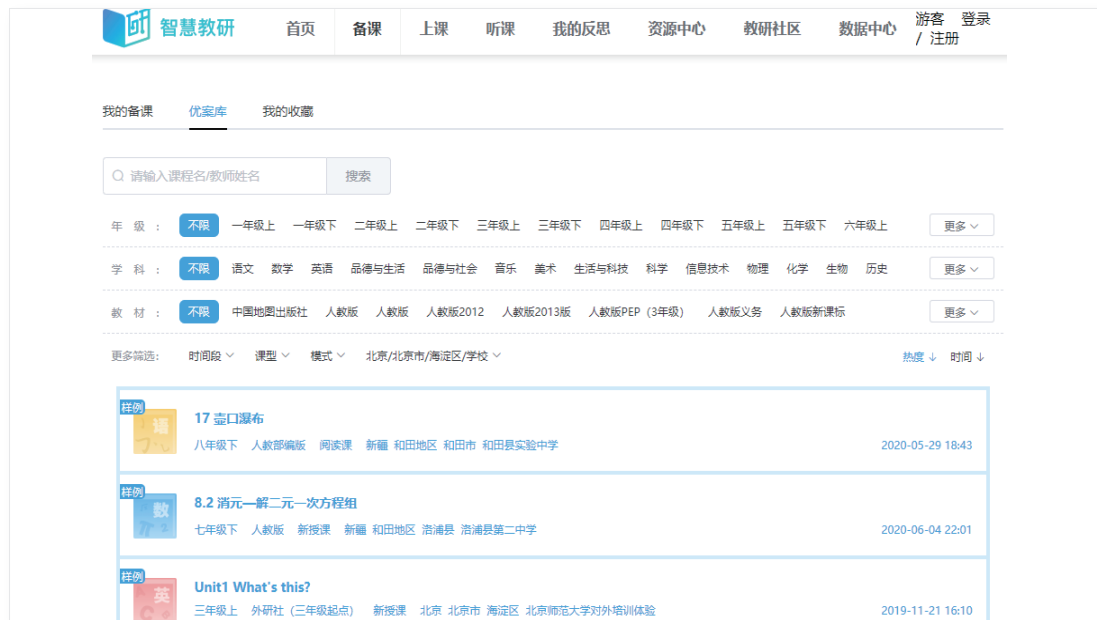 智慧教研 首页 备课 上课 听课 我的反思 资源中心 教研社区 数据中心 游客 登录
/ 注册
我的备课 优案库 我的收藏
请输入课程名/教师姓名 搜索
年 级 : 不限 一年级上 一年级下 二年级上 二年级下 三年级上 三年级下 四年级上 四年级下 五年级上 五年级下 六年级上 更多
学 科 : 不限 语文 数学 英语 品德与生活 品德与社会 音乐 美术 生活与科技 科学 信息技术 物理 化学 生物 历史 更多
教 材 : 不限 中国地图出版社 人教版 人教版 人教版2012 人教版2013版 人教版PEP（3年级） 人教版义务 人教版新课标 更多
更多筛选: 时间段 课型 模式 北京/北京市/海淀区/学校 热度 ↓ 时间 ↓
样例
语
17 壶口瀑布
八年级下 人教部编版 阅读课 新疆 和田地区 和田市 和田县实验中学 2020-05-29 18:43
样例
数
8.2 消元—解二元一次方程组
七年级下 人教版 新授课 新疆 和田地区 洛浦县 洛浦县第二中学 2020-06-04 22:01
样例
英
Unit1 What's this?
三年级上 外研社（三年级起点） 新授课 北京 北京市 海淀区 北京师范大学对外培训体验 2019-11-21 16:10